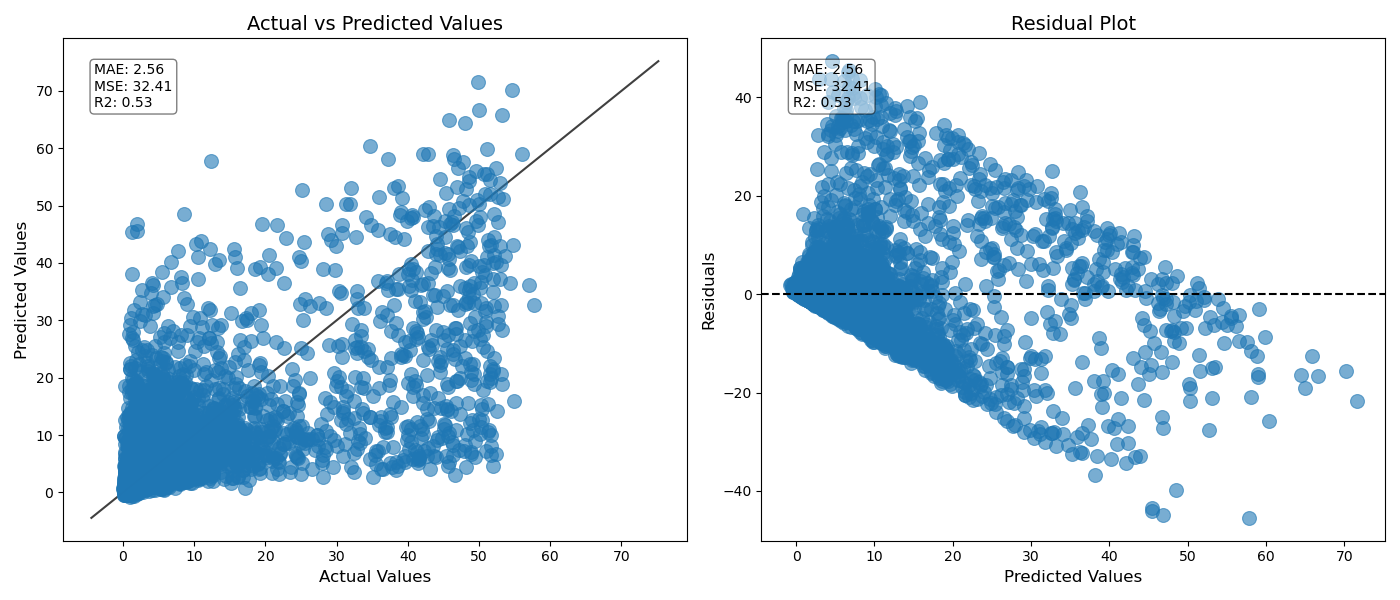 Actual vs Predicted Values
MAE: 2.56
MSE: 32.41
R2: 0.53
70
60
50
40
30
20
10
0
Predicted Values
0 10 20 30 40 50 60 70
Actual Values
Residual Plot
MAE: 2.56
MSE: 32.41
R2: 0.53
40
20
0
−20
−40
Residuals
0 10 20 30 40 50 60 70
Predicted Values